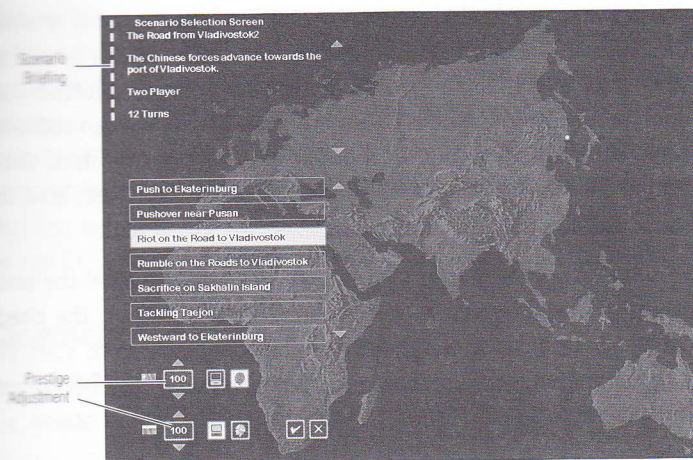 Scenario Selection Screen
The Road from Vladivostok2
The Chinese forces advance towards the
port of Vladivostok.
Two Player
12 Turns
Scenario
Briefing
Push to Ekaterinburg
Pushover near Pusan
Riot on the Road to Vladivostok
Rumble on the Roads to Vladivostok
Sacrifice on Sakhalin Island
Tackling Taejon
Westward to Ekaterinburg
Prestige
Adjustment
100
100